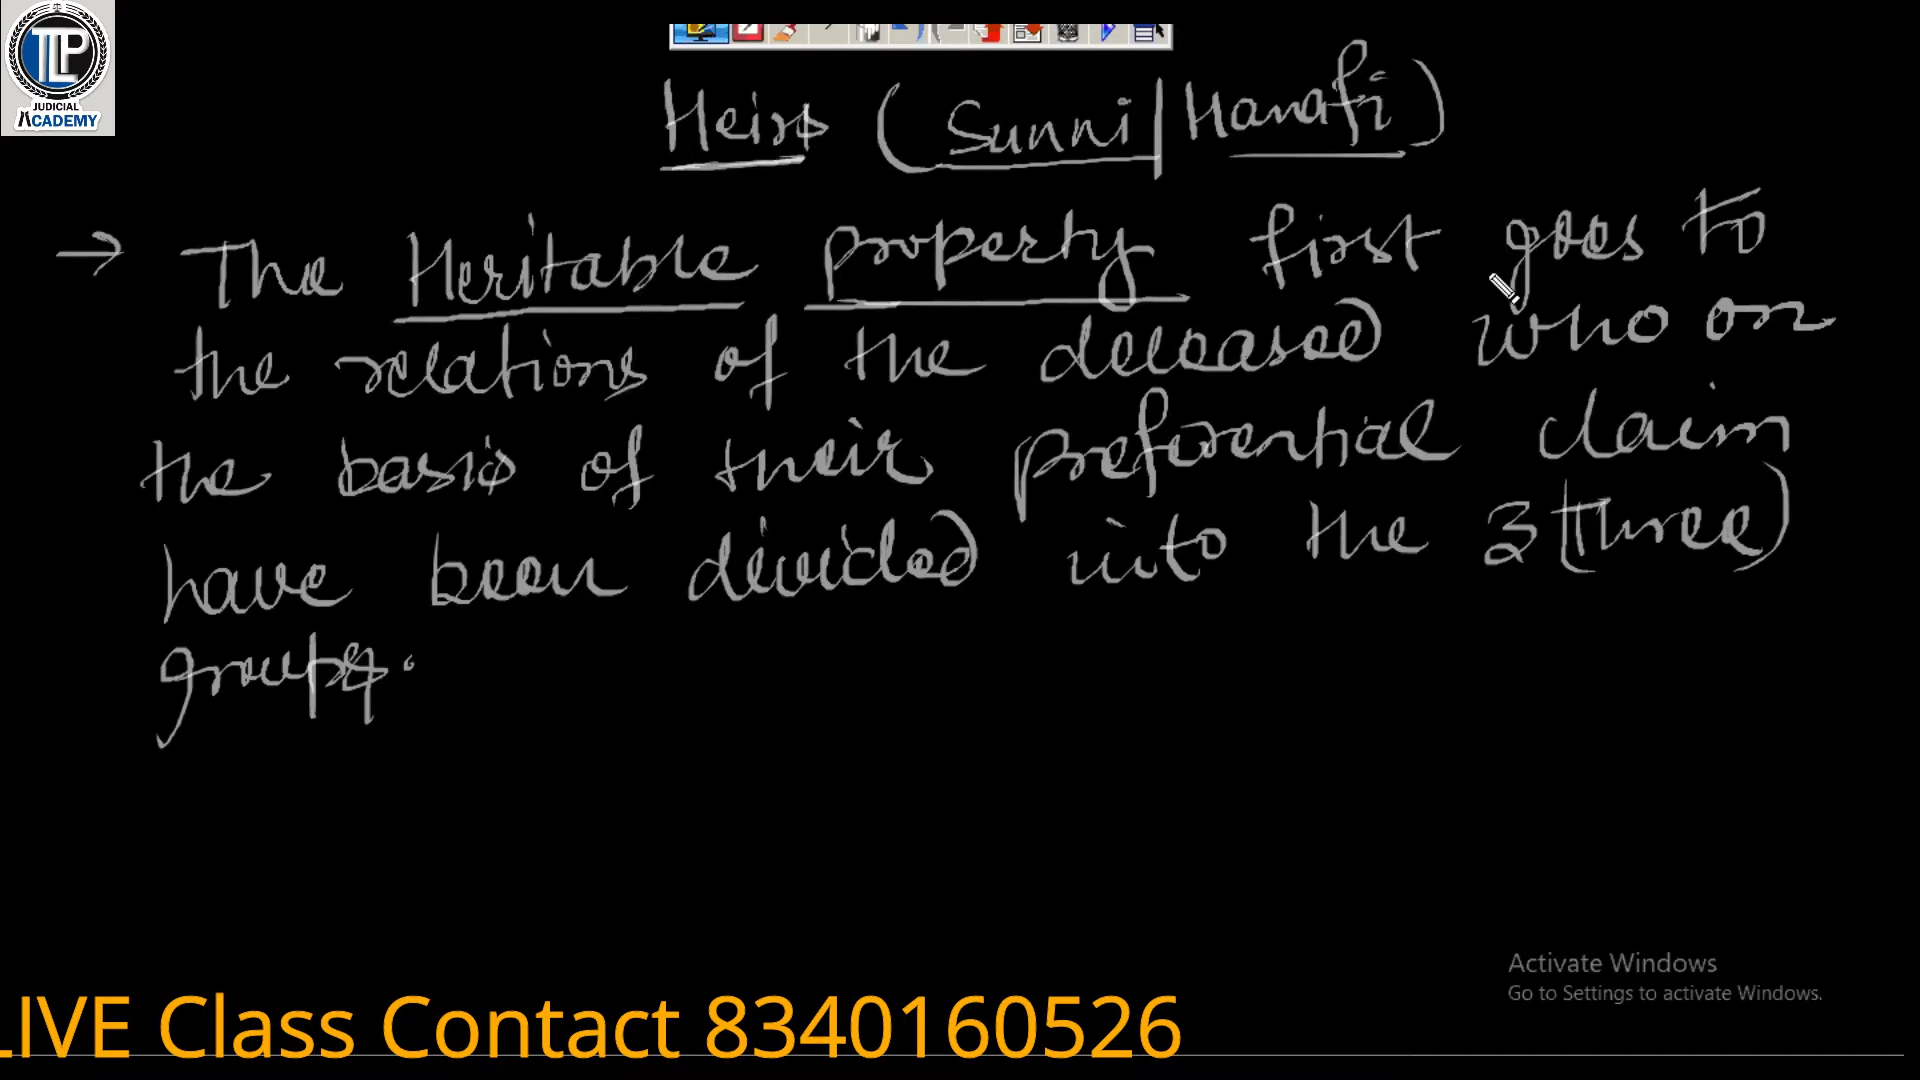 TLP
JUDICIAL
ACADEMY
Heirs (Sunni | Hanafi)
→ The Heritable property first goes to
the relations of the deceased who on
the basis of their preferential claim
have been divided into the 3 (three)
groups.
Activate Windows
Go to Settings to activate Windows.
LIVE Class Contact 8340160526